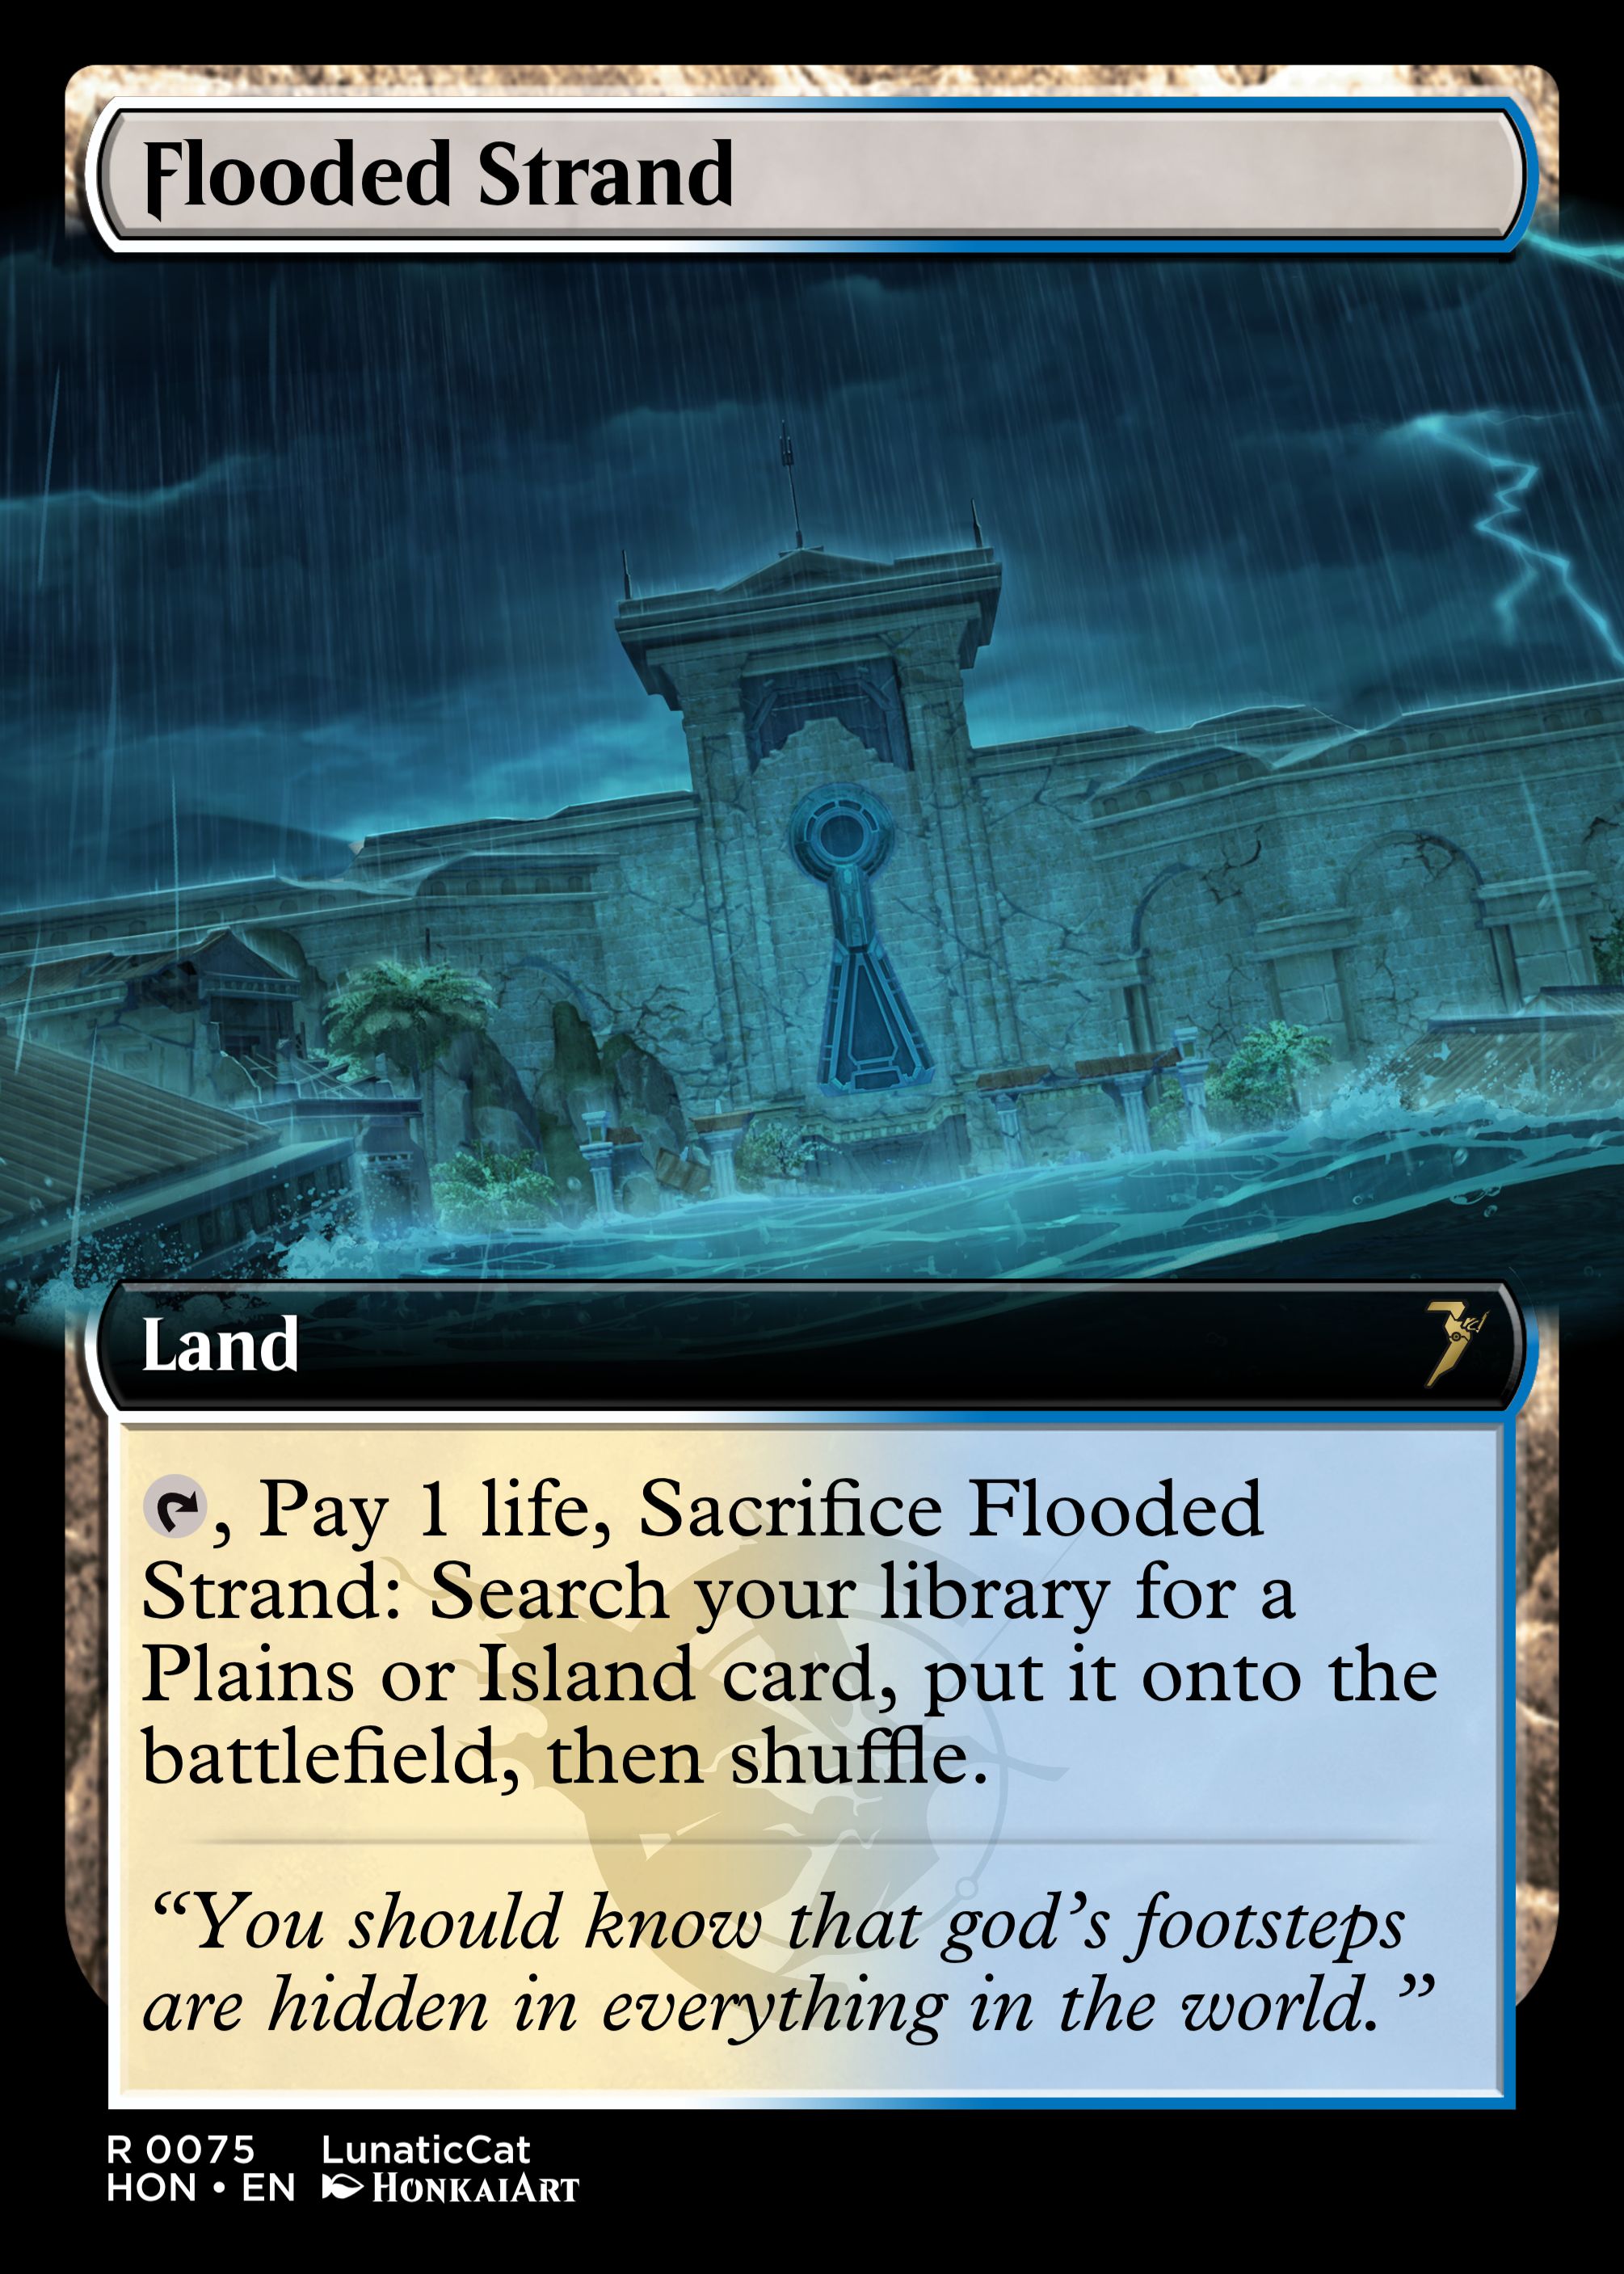 Flooded Strand
Land
3rd
, Pay 1 life, Sacrifice Flooded
Strand: Search your library for a
Plains or Island card, put it onto the
battlefield, then shuffle.
“You should know that god’s footsteps
are hidden in everything in the world.”
R 0075 LunaticCat
HON • EN HonkaiArt